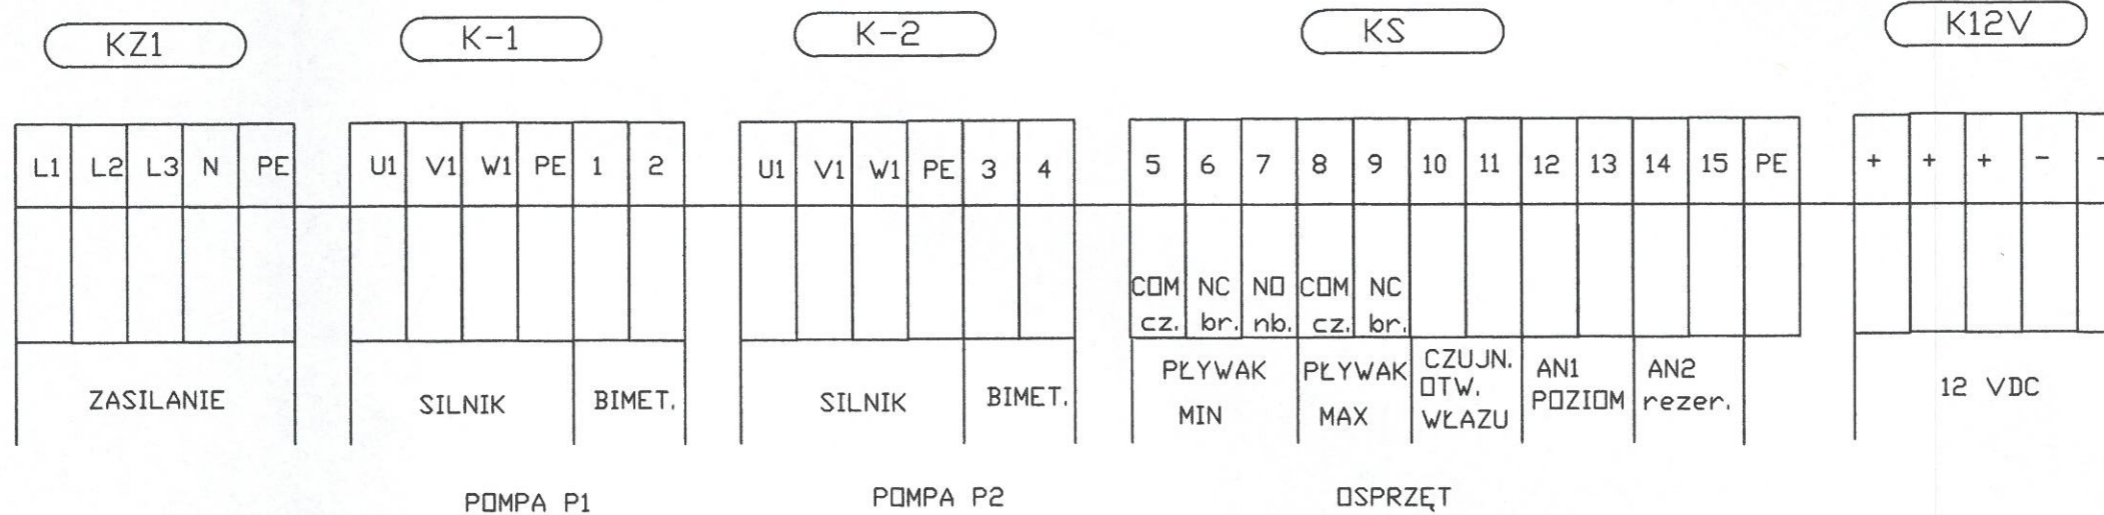 KZ1 K-1 K-2 KS K12V
L1 L2 L3 N PE U1 V1 W1 PE 1 2 U1 V1 W1 PE 3 4 5 6 7 8 9 10 11 12 13 14 15 PE + + + - -
COM NC NO COM NC
cz. br. nb. cz. br.
ZASILANIE
SILNIK
BIMET.
SILNIK
BIMET.
PŁYWAK
MIN
PŁYWAK
MAX
CZUJN.
OTW.
WŁAZU
AN1
POZIOM
AN2
rezer.
12 VDC
POMPA P1
POMPA P2
OSPRZĘT